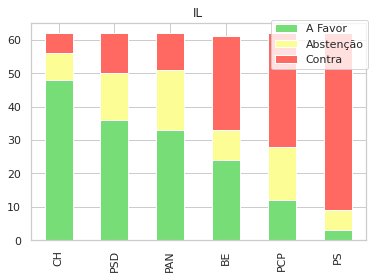 IL
A Favor
Abstenção
Contra
60
50
40
30
20
10
0
CH
PSD
PAN
BE
PCP
PS